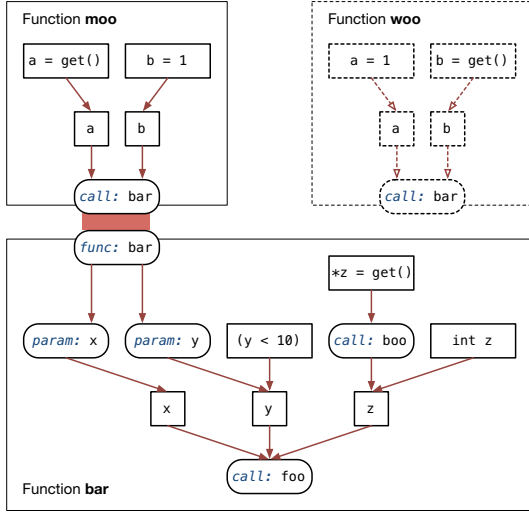 Function moo
a = get()
b = 1
a
b
call: bar
Function woo
a = 1
b = get()
a
b
call: bar
func: bar
*z = get()
param: x
param: y
(y < 10)
call: boo
int z
x
y
z
call: foo
Function bar